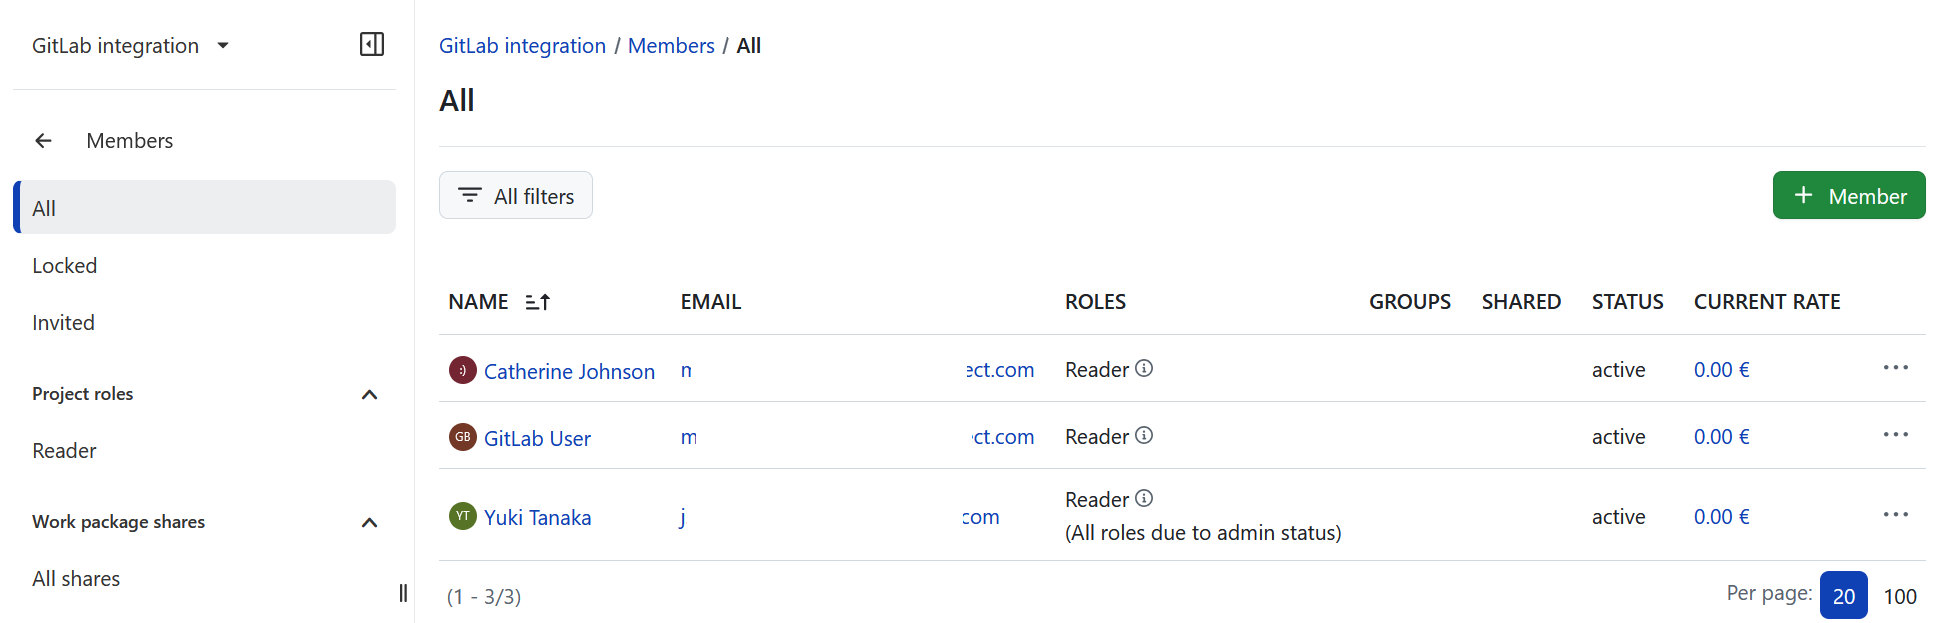 GitLab integration
Members
All
Locked
Invited
Project roles
Reader
Work package shares
All shares
GitLab integration / Members / All
All
All filters
+ Member
NAME EMAIL ROLES GROUPS SHARED STATUS CURRENT RATE
:) Catherine Johnson m ect.com Reader active 0.00 €
GB GitLab User m ct.com Reader active 0.00 €
YT Yuki Tanaka j com Reader active 0.00 €
(All roles due to admin status)
(1 - 3/3) Per page: 20 100